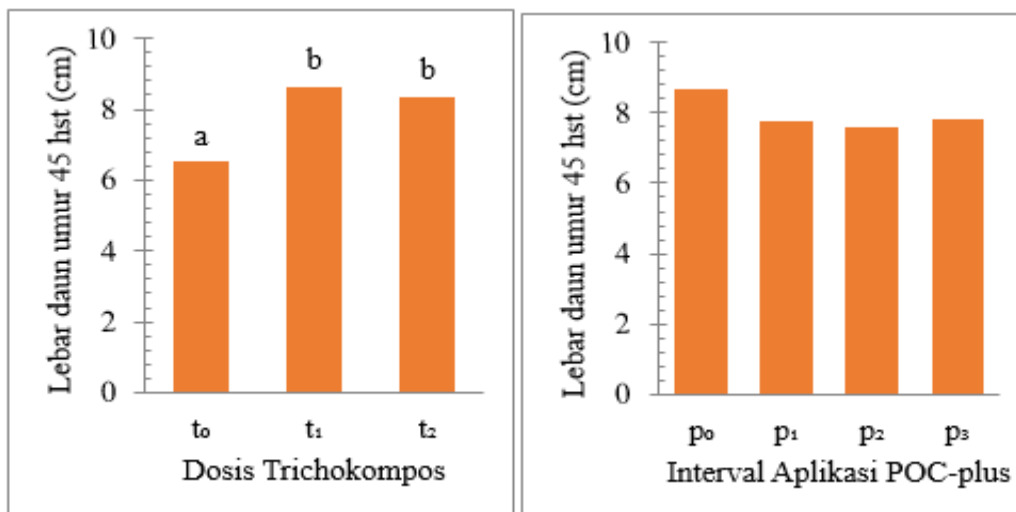 Lebar daun umur 45 hst (cm)
10
8
6
4
2
0
a
b
b
t₀ t₁ t₂
Dosis Trichokompos
Lebar daun umur 45 hst (cm)
10
8
6
4
2
0
p₀ p₁ p₂ p₃
Interval Aplikasi POC-plus